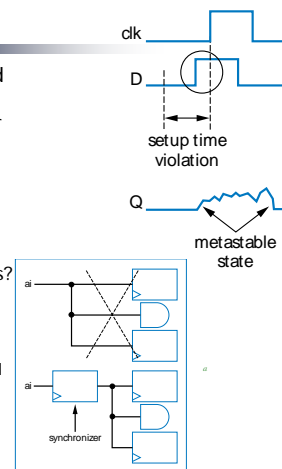 clk
d
D
setup time
violation
Q
metastable
state
s?
ai
ai
synchronizer